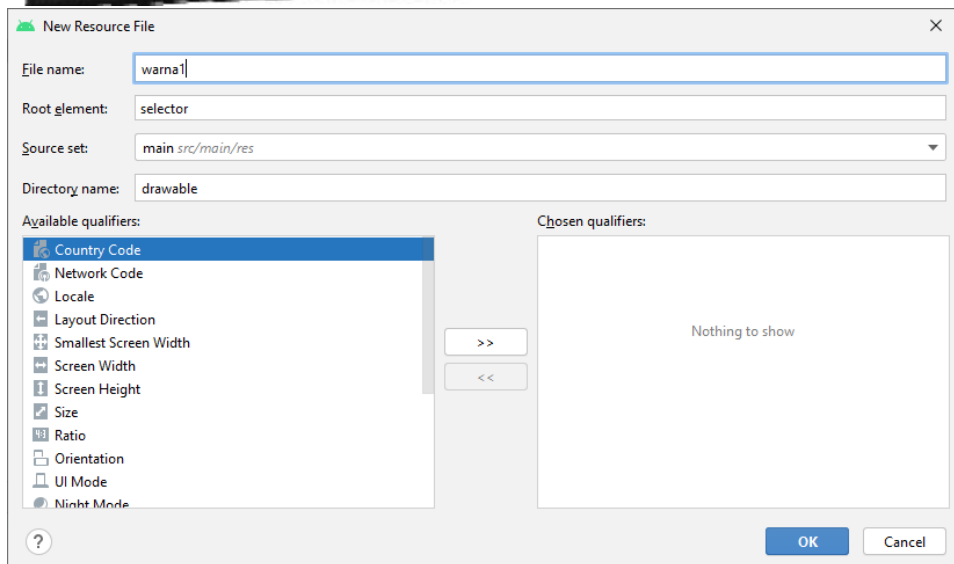 New Resource File
File name: warna1
Root element: selector
Source set: main src/main/res
Directory name: drawable
Available qualifiers: Chosen qualifiers:
Country Code
Network Code
Locale
Layout Direction
Smallest Screen Width
Screen Width
Screen Height
Size
Ratio
Orientation
UI Mode
Night Mode
>>
<<
Nothing to show
? OK Cancel